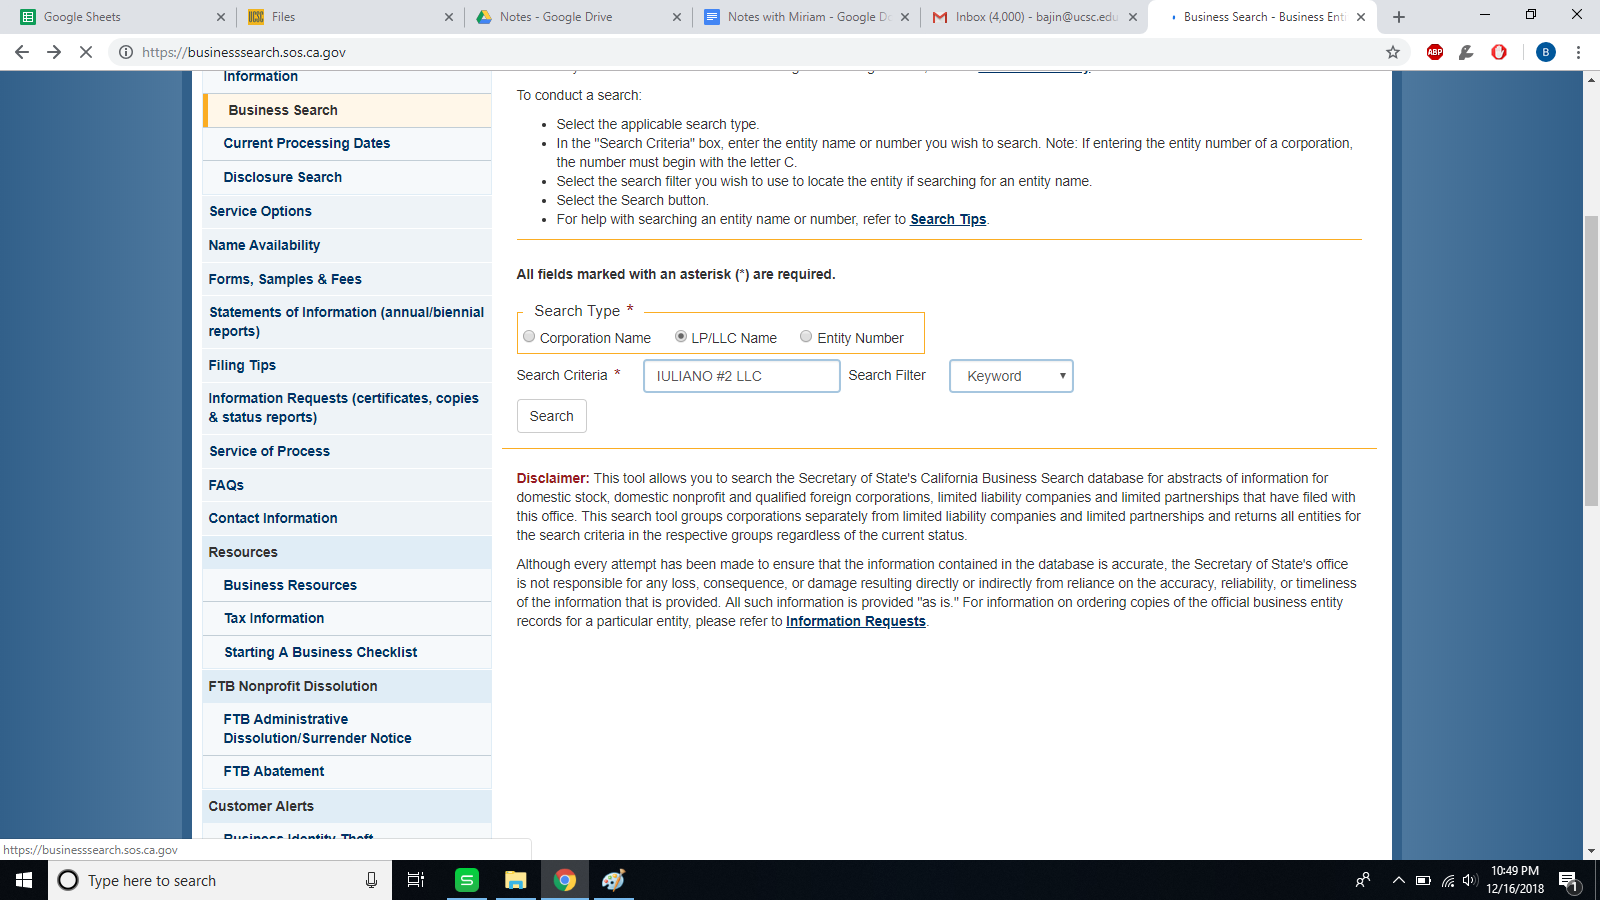 Google Sheets
Files
Notes - Google Drive
Notes with Miriam - Google Do
Inbox (4,000) - bajin@ucsc.edu
Business Search - Business Enti
https://businesssearch.sos.ca.gov
ABP
B
Information
Business Search
Current Processing Dates
Disclosure Search
Service Options
Name Availability
Forms, Samples & Fees
Statements of Information (annual/biennial
reports)
Filing Tips
Information Requests (certificates, copies
& status reports)
Service of Process
FAQs
Contact Information
Resources
Business Resources
Tax Information
Starting A Business Checklist
FTB Nonprofit Dissolution
FTB Administrative
Dissolution/Surrender Notice
FTB Abatement
Customer Alerts
Business Identity Theft
To conduct a search:
• Select the applicable search type.
• In the "Search Criteria" box, enter the entity name or number you wish to search. Note: If entering the entity number of a corporation,
the number must begin with the letter C.
• Select the search filter you wish to use to locate the entity if searching for an entity name.
• Select the Search button.
• For help with searching an entity name or number, refer to Search Tips.
All fields marked with an asterisk (*) are required.
Search Type *
Corporation Name LP/LLC Name Entity Number
Search Criteria * IULIANO #2 LLC Search Filter Keyword
Search
Disclaimer: This tool allows you to search the Secretary of State's California Business Search database for abstracts of information for
domestic stock, domestic nonprofit and qualified foreign corporations, limited liability companies and limited partnerships that have filed with
this office. This search tool groups corporations separately from limited liability companies and limited partnerships and returns all entities for
the search criteria in the respective groups regardless of the current status.
Although every attempt has been made to ensure that the information contained in the database is accurate, the Secretary of State's office
is not responsible for any loss, consequence, or damage resulting directly or indirectly from reliance on the accuracy, reliability, or timeliness
of the information that is provided. All such information is provided "as is." For information on ordering copies of the official business entity
records for a particular entity, please refer to Information Requests.
https://businesssearch.sos.ca.gov
Type here to search
S
10:49 PM
12/16/2018
1